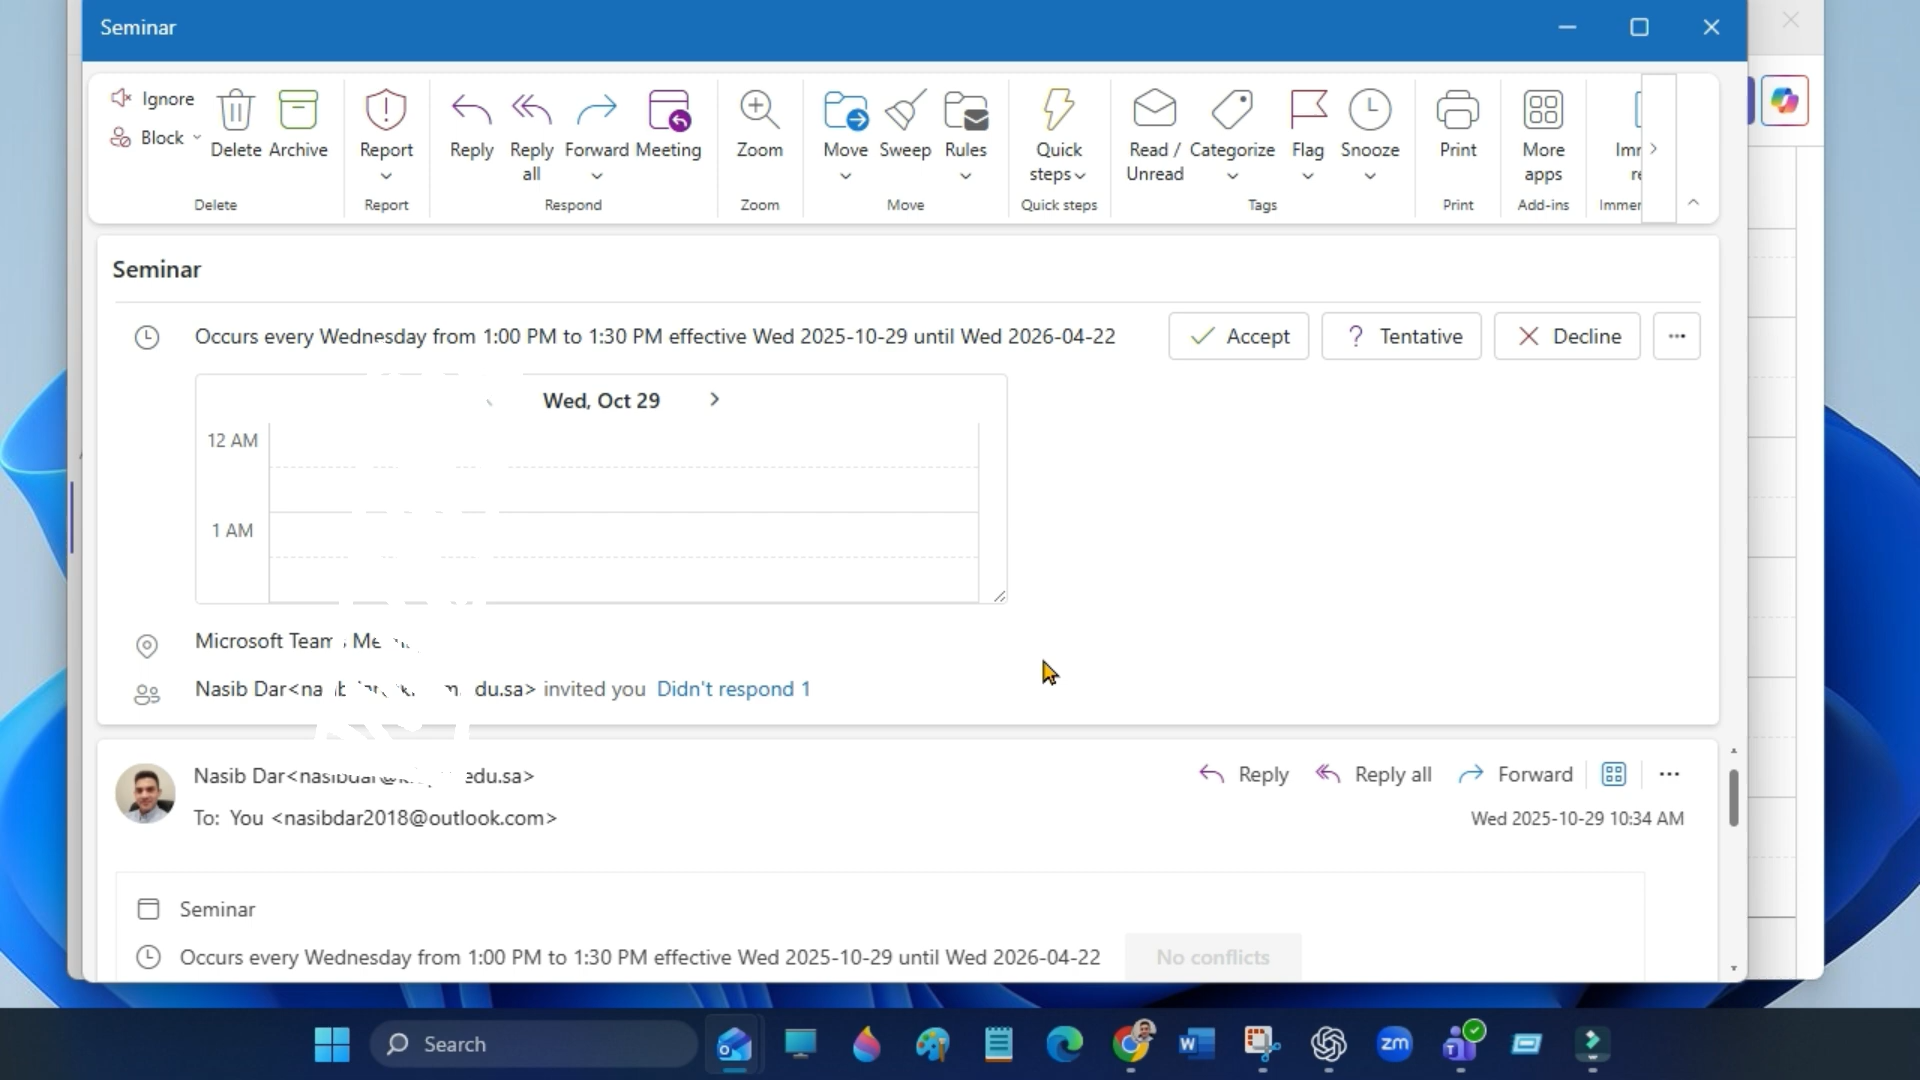 Seminar
Ignore
Block
Delete
Archive
Delete
Report
Report
Reply
Reply all
Forward
Meeting
Respond
Zoom
Zoom
Move
Sweep
Rules
Move
Quick steps
Quick steps
Read / Unread
Categorize
Flag
Snooze
Tags
Print
Print
More apps
Add-ins
Seminar
Occurs every Wednesday from 1:00 PM to 1:30 PM effective Wed 2025-10-29 until Wed 2026-04-22
Accept
Tentative
Decline
Wed, Oct 29
12 AM
1 AM
Microsoft
Nasib Dar invited you Didn't respond 1
Nasib Dar
Reply
Reply all
Forward
To: You <nasibdar2018@outlook.com>
Wed 2025-10-29 10:34 AM
Seminar
Occurs every Wednesday from 1:00 PM to 1:30 PM effective Wed 2025-10-29 until Wed 2026-04-22
No conflicts
Search
zm